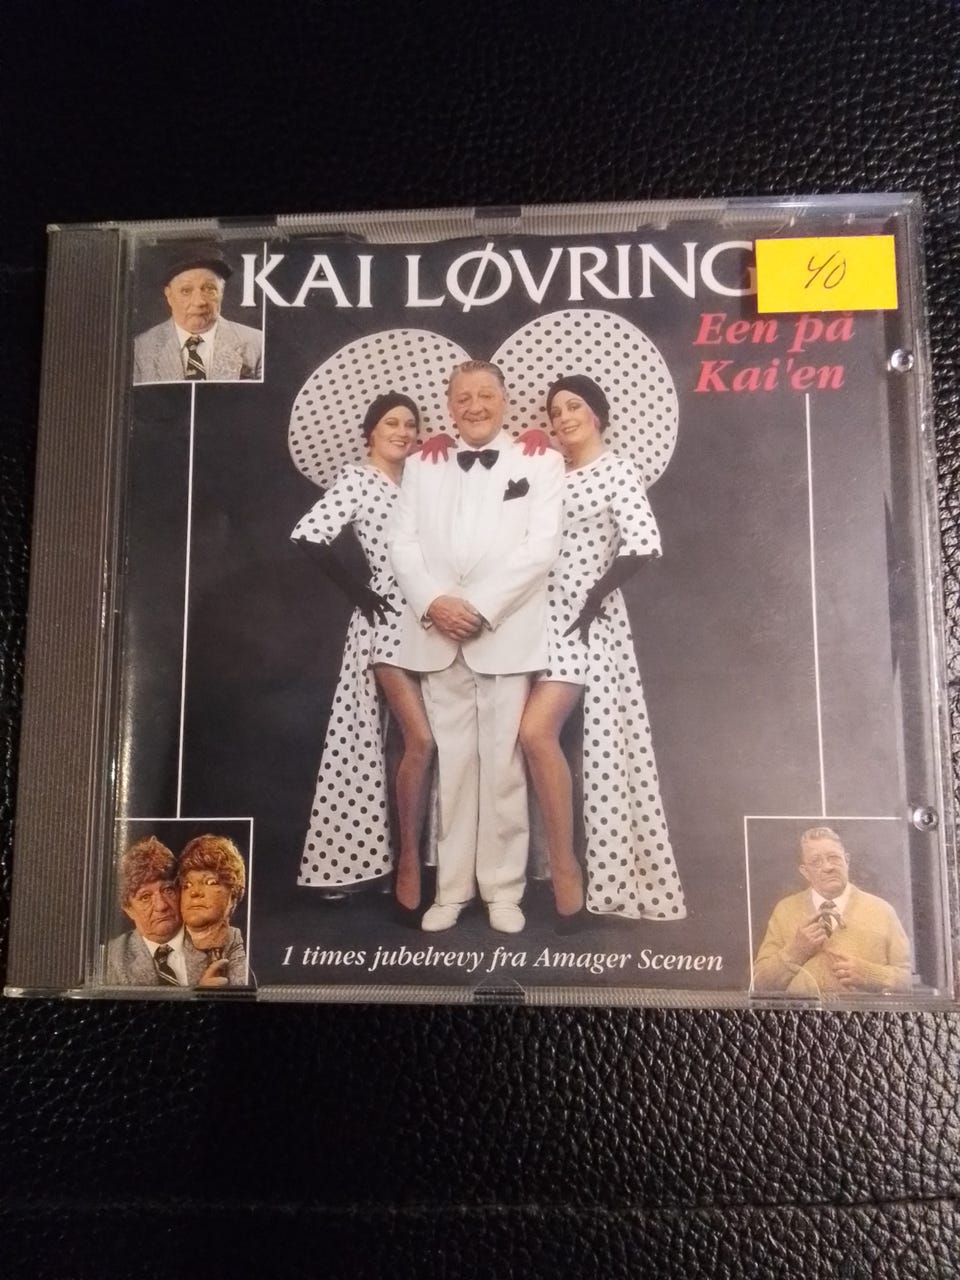 KAI LØVRING
40
Een på
Kai'en
1 times jubelrevy fra Amager Scenen